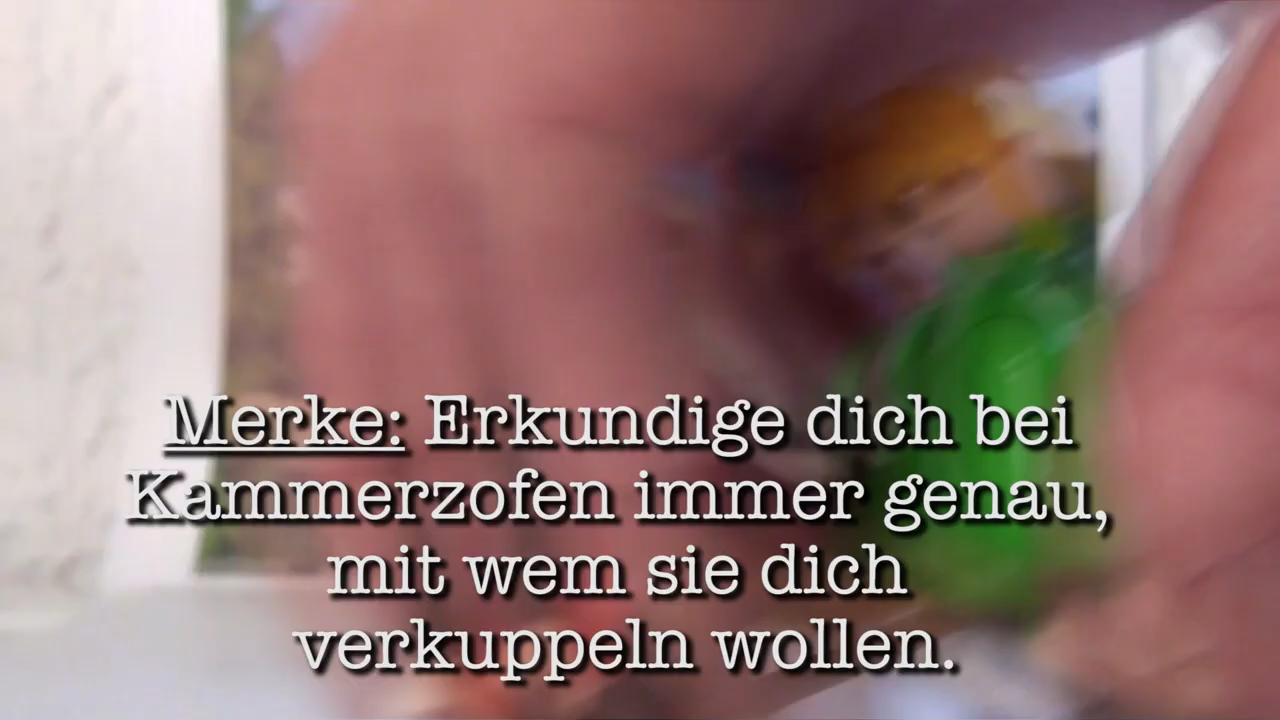 Merke: Erkundige dich bei
Kammerzofen immer genau,
mit wem sie dich
verkuppeln wollen.